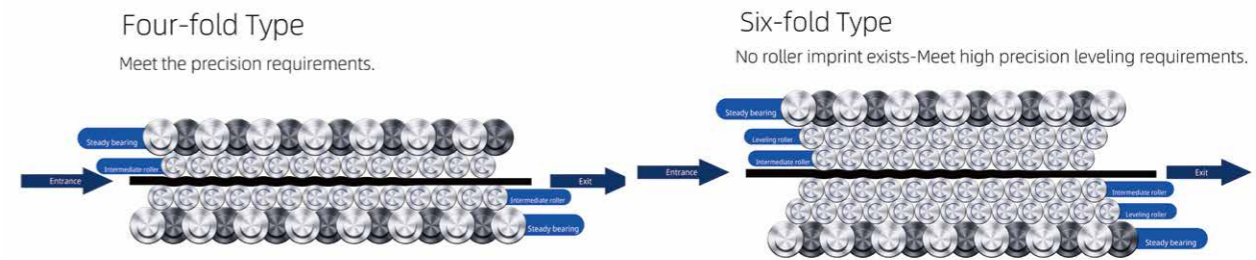 Four-fold Type
Meet the precision requirements.
Steady bearing
Intermediate roller
Entrance
Exit
Intermediate roller
Steady bearing
Six-fold Type
No roller imprint exists-Meet high precision leveling requirements.
Steady bearing
Leveling roller
Intermediate roller
Entrance
Exit
Intermediate roller
Leveling roller
Steady bearing